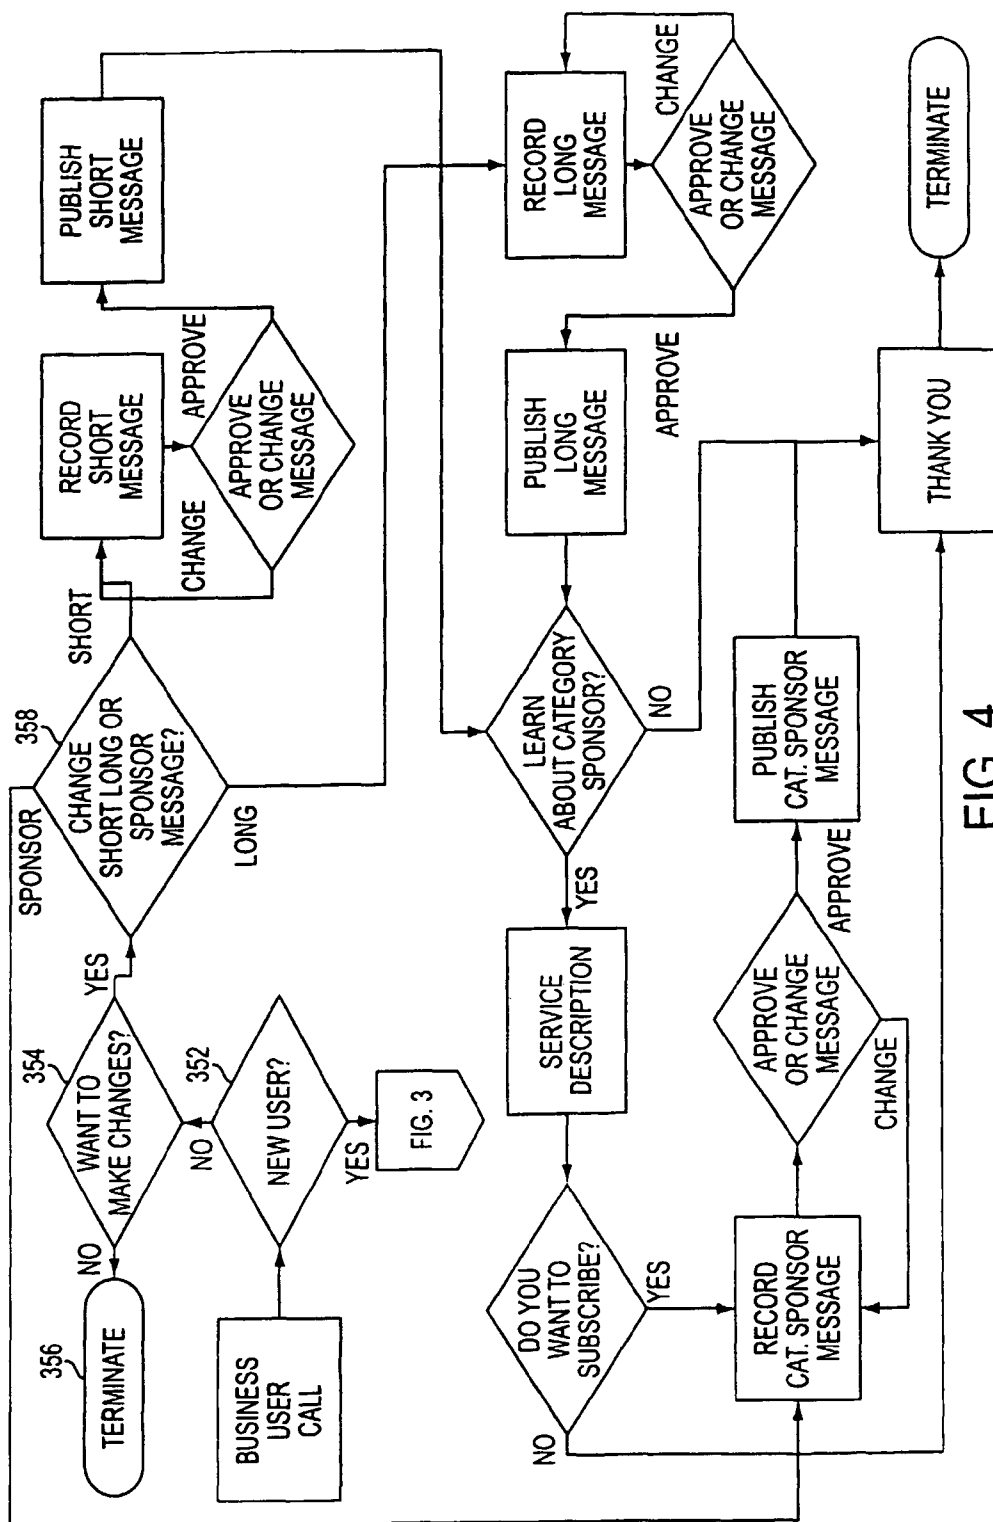 356
TERMINATE
NO
354
WANT TO
MAKE CHANGES?
YES
SPONSOR
358
CHANGE
SHORT LONG OR
SPONSOR
MESSAGE?
SHORT
LONG
RECORD
SHORT
MESSAGE
CHANGE
APPROVE
APPROVE
OR CHANGE
MESSAGE
PUBLISH
SHORT
MESSAGE
BUSINESS
USER
CALL
352
NEW USER?
NO
YES
FIG. 3
DO YOU
WANT TO
SUBSCRIBE?
NO
YES
SERVICE
DESCRIPTION
YES
LEARN
ABOUT CATEGORY
SPONSOR?
NO
PUBLISH
LONG
MESSAGE
APPROVE
RECORD
LONG
MESSAGE
CHANGE
APPROVE
OR CHANGE
MESSAGE
RECORD
CAT. SPONSOR
MESSAGE
APPROVE
OR CHANGE
MESSAGE
CHANGE
APPROVE
PUBLISH
CAT. SPONSOR
MESSAGE
THANK YOU
TERMINATE
FIG. 4